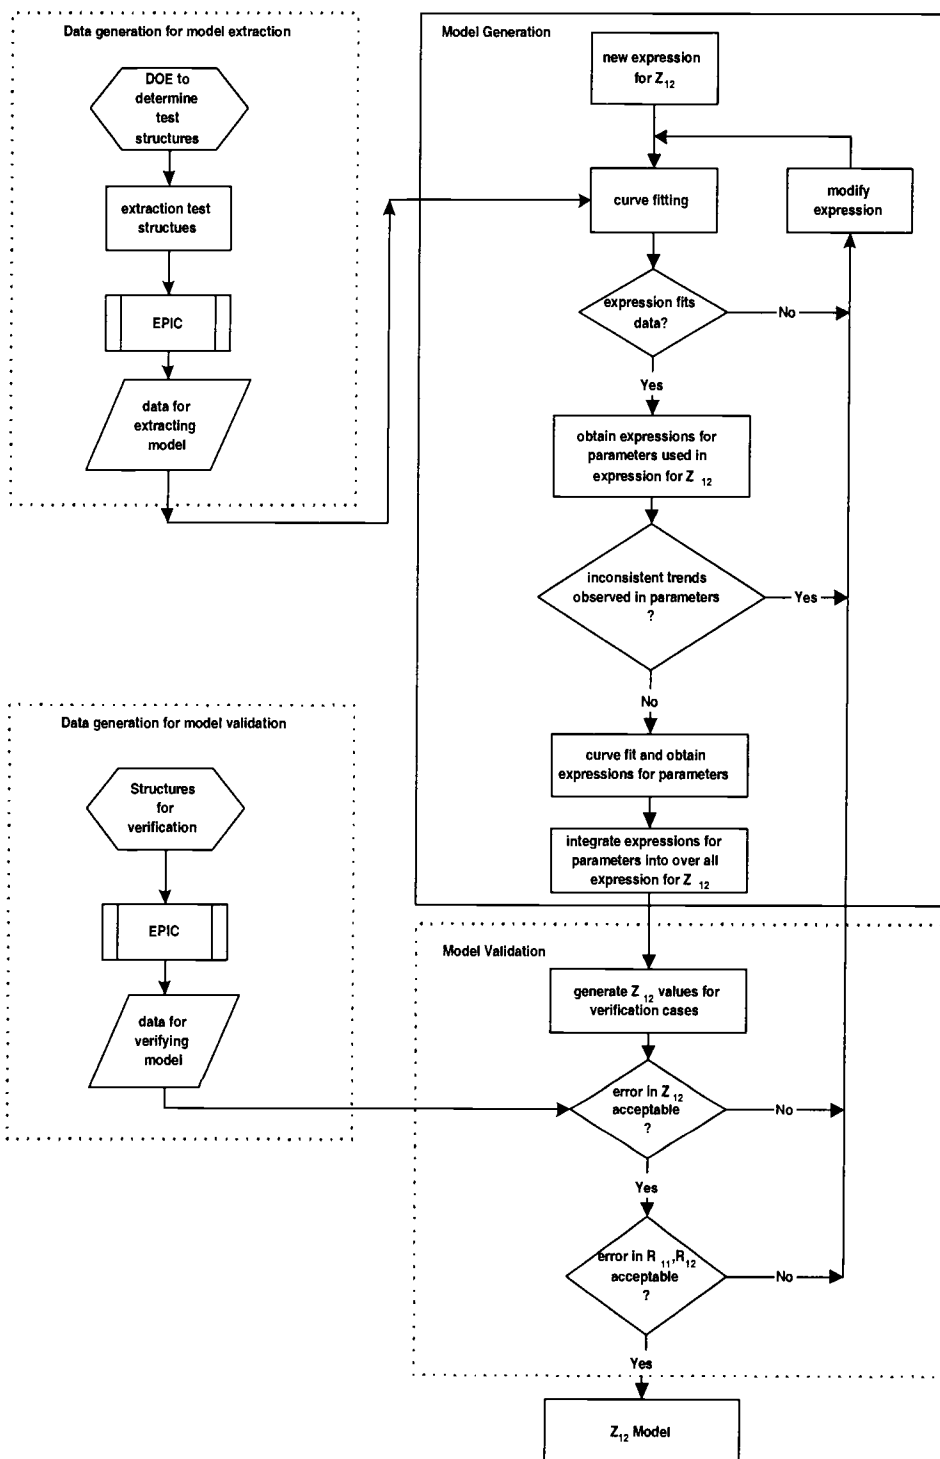 Data generation for model extraction
DOE to
determine
test
structures
extraction test
structues
EPIC
data for
extracting
model
Model Generation
new expression
for Z12
curve fitting
modify
expression
expression fits
data?
No
Yes
obtain expressions for
parameters used in
expression for Z 12
inconsistent trends
observed in parameters
?
Yes
No
curve fit and obtain
expressions for parameters
integrate expressions for
parameters into over all
expression for Z 12
Data generation for model validation
Structures
for
verification
EPIC
data for
verifying
model
Model Validation
generate Z 12 values for
verification cases
error in Z 12
acceptable
?
No
Yes
error in R 11,R12
acceptable
?
No
Yes
Z12 Model